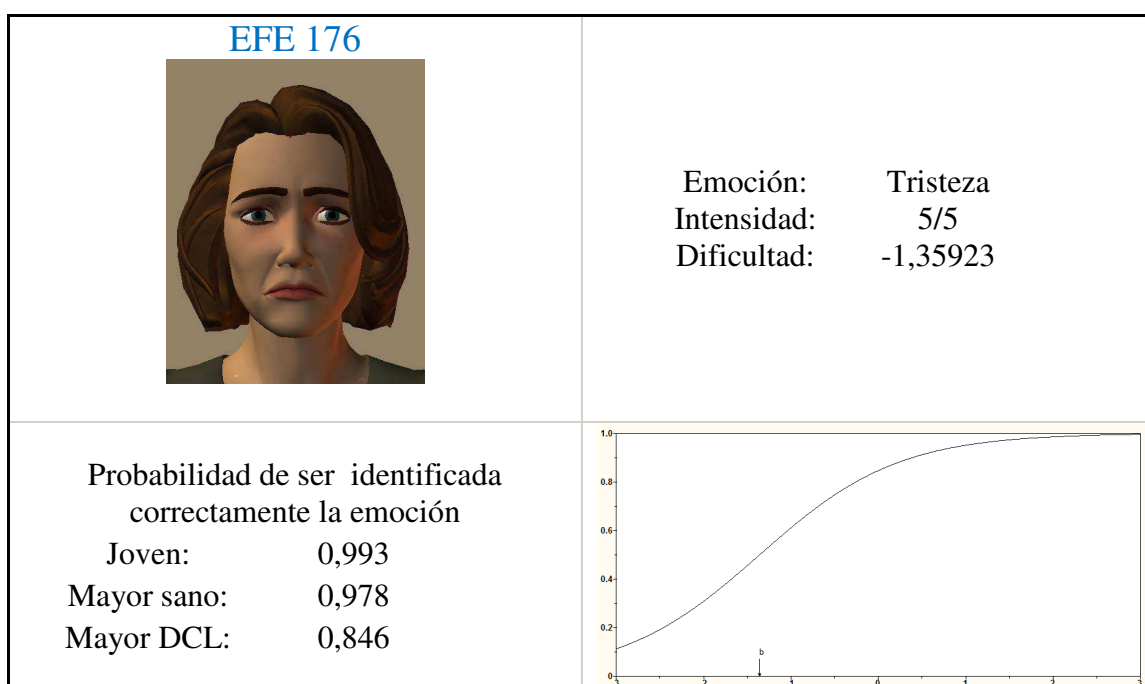 EFE 176
Emoción: Tristeza
Intensidad: 5/5
Dificultad: -1,35923
Probabilidad de ser identificada
correctamente la emoción
Joven: 0,993
Mayor sano: 0,978
Mayor DCL: 0,846
1.0
0.8
0.6
0.4
0.2
0
b